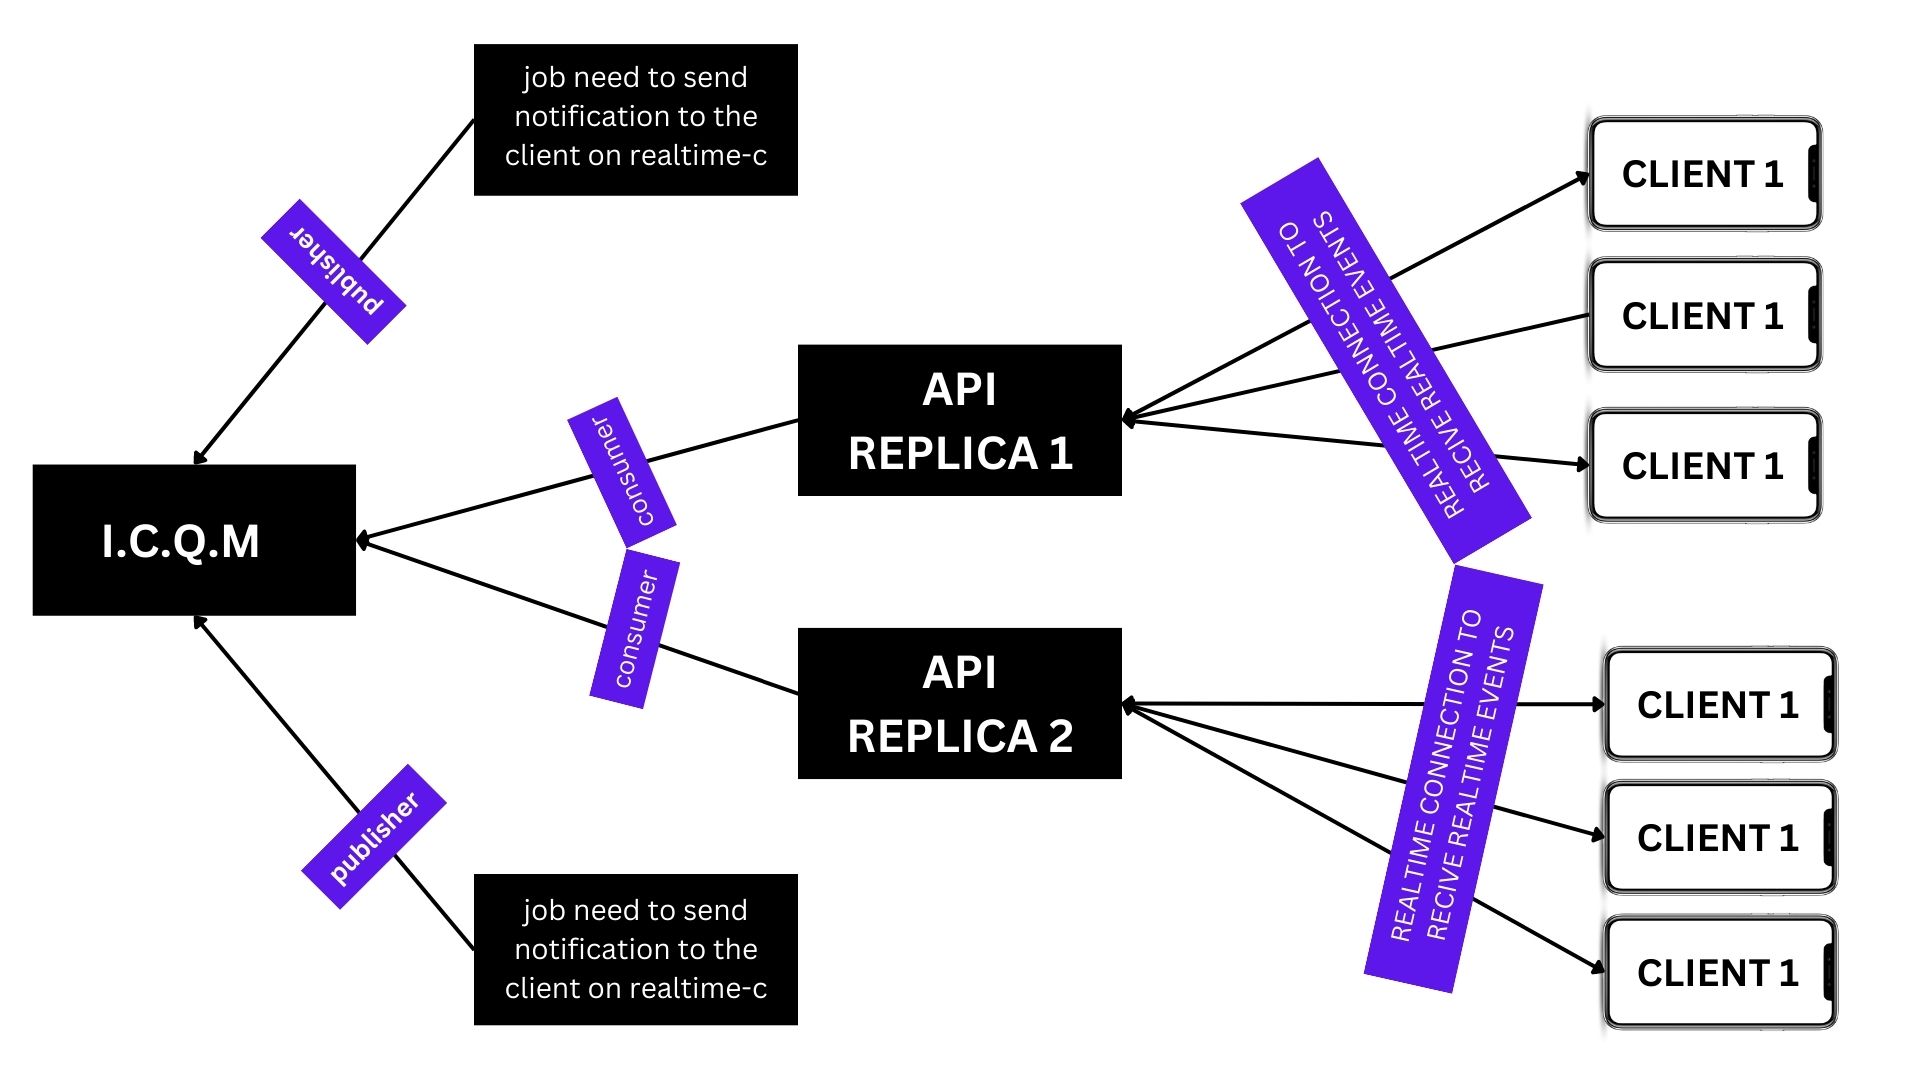 job need to send
notification to the
client on realtime-c
publisher
I.C.Q.M
publisher
job need to send
notification to the
client on realtime-c
consumer
consumer
API
REPLICA 1
API
REPLICA 2
REALTIME CONNECTION TO
RECIVE REALTIME EVENTS
REALTIME CONNECTION TO
RECIVE REALTIME EVENTS
CLIENT 1
CLIENT 1
CLIENT 1
CLIENT 1
CLIENT 1
CLIENT 1